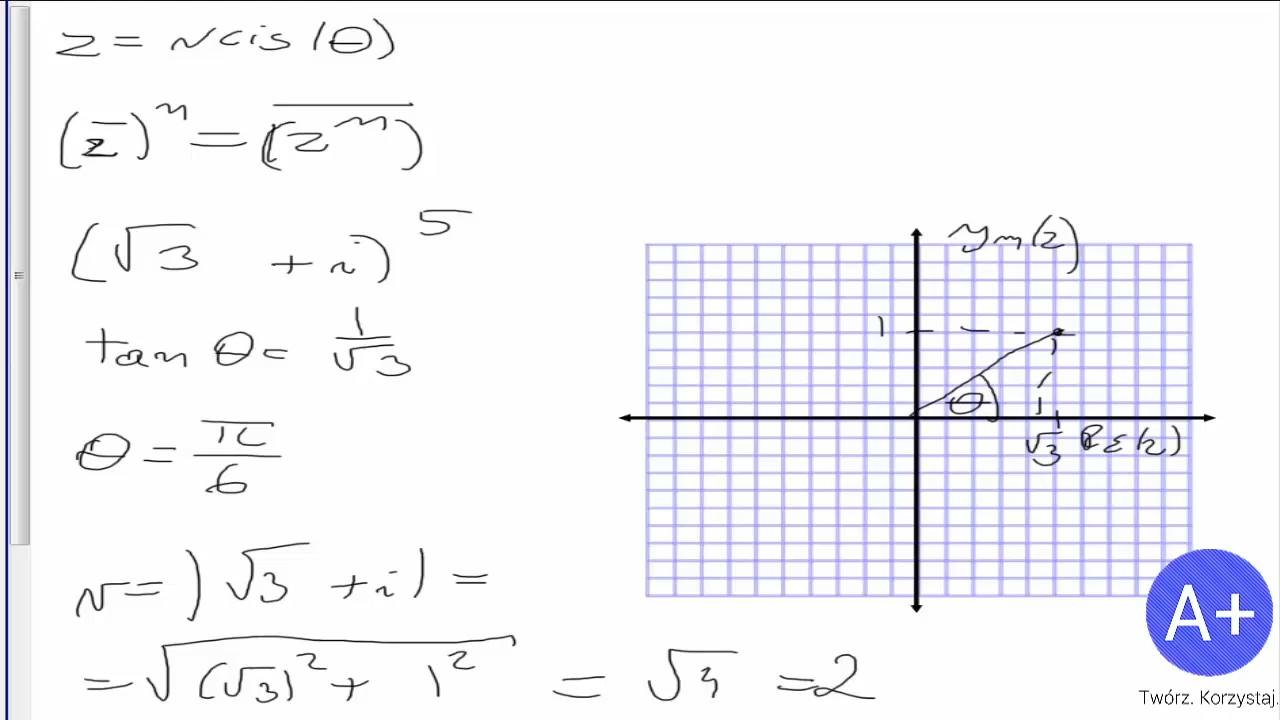 z = r cis(θ)
(z̅)ⁿ = \overline{(zⁿ)}
(√3 + i)⁵
tan θ = 1/√3
θ = π/6
r = |√3 + i| =
= √((√3)² + 1²) = √4 = 2
Im(z)
1
θ
√3 Re(z)
A+
Twórz. Korzystaj.